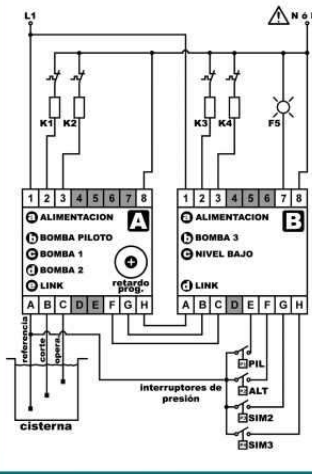 L1
N ó L
K1 K2
K3 K4
F5
1 2 3 4 5 6 7 8
1 2 3 4 5 6 7 8
a ALIMENTACION
A
b BOMBA PILOTO
c BOMBA 1
d BOMBA 2
e LINK
retardo
prog.
a ALIMENTACION
B
b BOMBA 3
c NIVEL BAJO
d LINK
A B C D E F G H
A B C D E F G H
referencia
corte
opera.
cisterna
interruptores de
presión
PIL
ALT
SIM2
SIM3